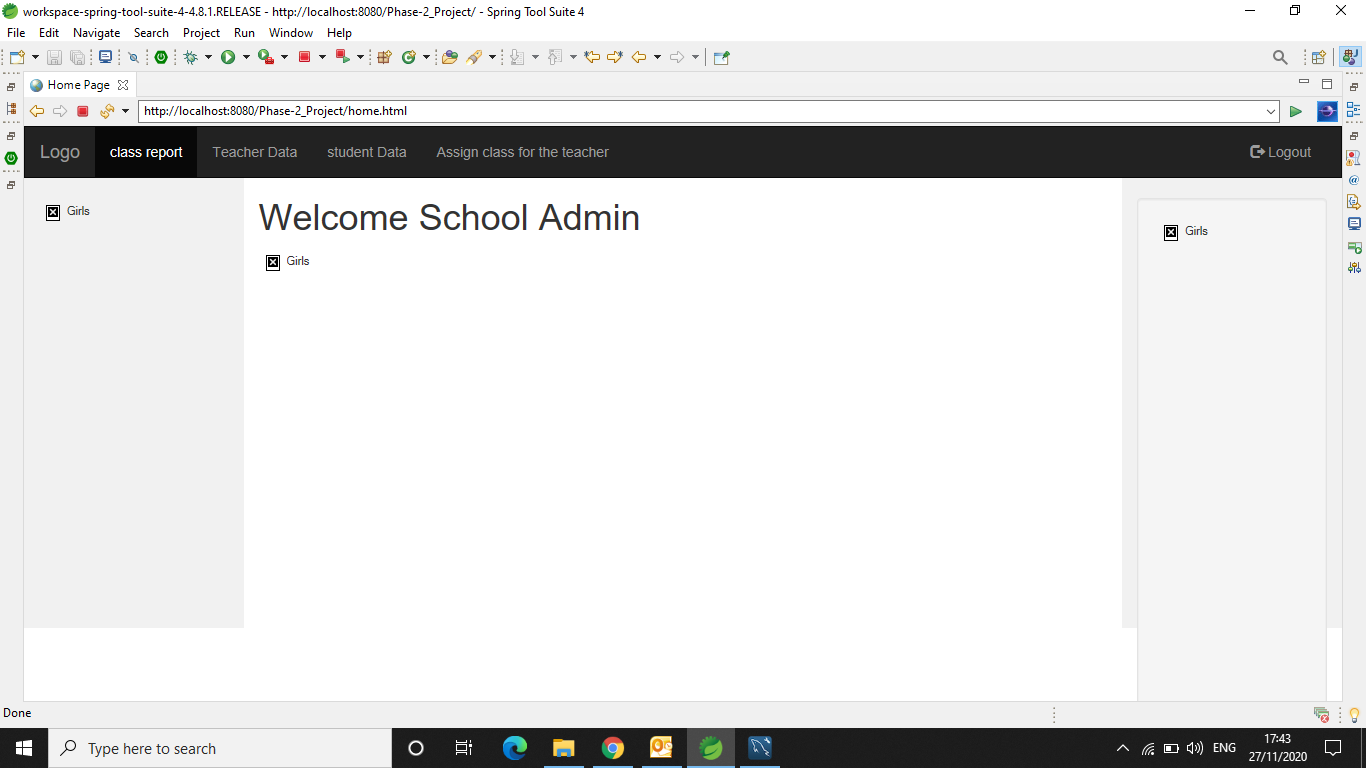 workspace-spring-tool-suite-4-4.8.1.RELEASE - http://localhost:8080/Phase-2_Project/ - Spring Tool Suite 4
File Edit Navigate Search Project Run Window Help
Home Page
http://localhost:8080/Phase-2_Project/home.html
Logo class report Teacher Data student Data Assign class for the teacher Logout
Girls
Welcome School Admin
Girls
Girls
Done
Type here to search
ENG
17:43
27/11/2020